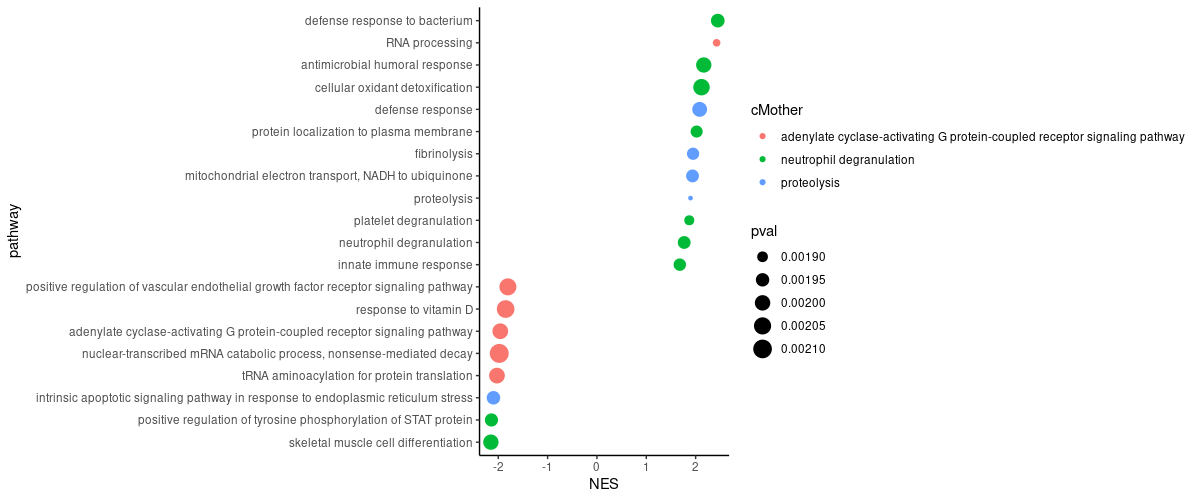 defense response to bacterium
RNA processing
antimicrobial humoral response
cellular oxidant detoxification
defense response
protein localization to plasma membrane
fibrinolysis
mitochondrial electron transport, NADH to ubiquinone
proteolysis
platelet degranulation
neutrophil degranulation
innate immune response
positive regulation of vascular endothelial growth factor receptor signaling pathway
response to vitamin D
adenylate cyclase-activating G protein-coupled receptor signaling pathway
nuclear-transcribed mRNA catabolic process, nonsense-mediated decay
tRNA aminoacylation for protein translation
intrinsic apoptotic signaling pathway in response to endoplasmic reticulum stress
positive regulation of tyrosine phosphorylation of STAT protein
skeletal muscle cell differentiation
pathway
-2 -1 0 1 2
NES
cMother
adenylate cyclase-activating G protein-coupled receptor signaling pathway
neutrophil degranulation
proteolysis
pval
0.00190
0.00195
0.00200
0.00205
0.00210